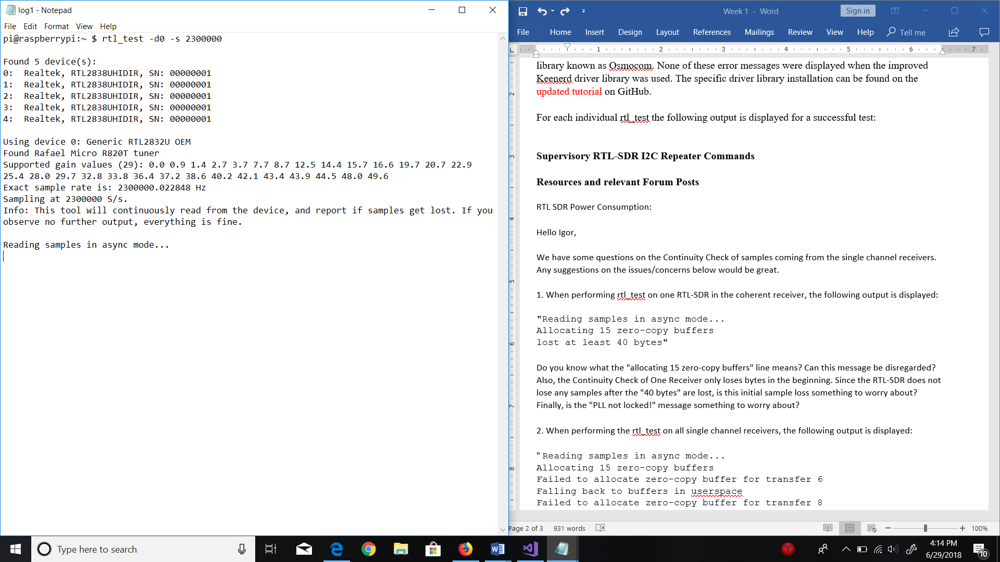 log1 - Notepad
File Edit Format View Help
pi@raspberrypi:~ $ rtl_test -d0 -s 2300000
Found 5 device(s):
0: Realtek, RTL2838UHIDIR, SN: 00000001
1: Realtek, RTL2838UHIDIR, SN: 00000001
2: Realtek, RTL2838UHIDIR, SN: 00000001
3: Realtek, RTL2838UHIDIR, SN: 00000001
4: Realtek, RTL2838UHIDIR, SN: 00000001
Using device 0: Generic RTL2832U OEM
Found Rafael Micro R820T tuner
Supported gain values (29): 0.0 0.9 1.4 2.7 3.7 7.7 8.7 12.5 14.4 15.7 16.6 19.7 20.7 22.9
25.4 28.0 29.7 32.8 33.8 36.4 37.2 38.6 40.2 42.1 43.4 43.9 44.5 48.0 49.6
Exact sample rate is: 2300000.022848 Hz
Sampling at 2300000 S/s.
Info: This tool will continuously read from the device, and report if samples get lost. If you
observe no further output, everything is fine.
Reading samples in async mode...
Week 1 - Word
Sign in
File Home Insert Design Layout References Mailings Review View Help Tell me
1 2 3 4 5 6 7
2
3
4
5
6
7
8
library known as Osmocom. None of these error messages were displayed when the improved
Keenerd driver library was used. The specific driver library installation can be found on the
updated tutorial on GitHub.
For each individual rtl_test the following output is displayed for a successful test:
Supervisory RTL-SDR I2C Repeater Commands
Resources and relevant Forum Posts
RTL SDR Power Consumption:
Hello Igor,
We have some questions on the Continuity Check of samples coming from the single channel receivers.
Any suggestions on the issues/concerns below would be great.
1. When performing rtl_test on one RTL-SDR in the coherent receiver, the following output is displayed:
"Reading samples in async mode...
Allocating 15 zero-copy buffers
lost at least 40 bytes"
Do you know what the "allocating 15 zero-copy buffers" line means? Can this message be disregarded?
Also, the Continuity Check of One Receiver only loses bytes in the beginning. Since the RTL-SDR does not
lose any samples after the "40 bytes" are lost, is this initial sample loss something to worry about?
Finally, is the "PLL not locked!" message something to worry about?
2. When performing the rtl_test on all single channel receivers, the following output is displayed:
"Reading samples in async mode...
Allocating 15 zero-copy buffers
Failed to allocate zero-copy buffer for transfer 6
Falling back to buffers in userspace
Failed to allocate zero-copy buffer for transfer 8
Page 2 of 3 931 words
100%
Type here to search
4:14 PM
6/29/2018
10